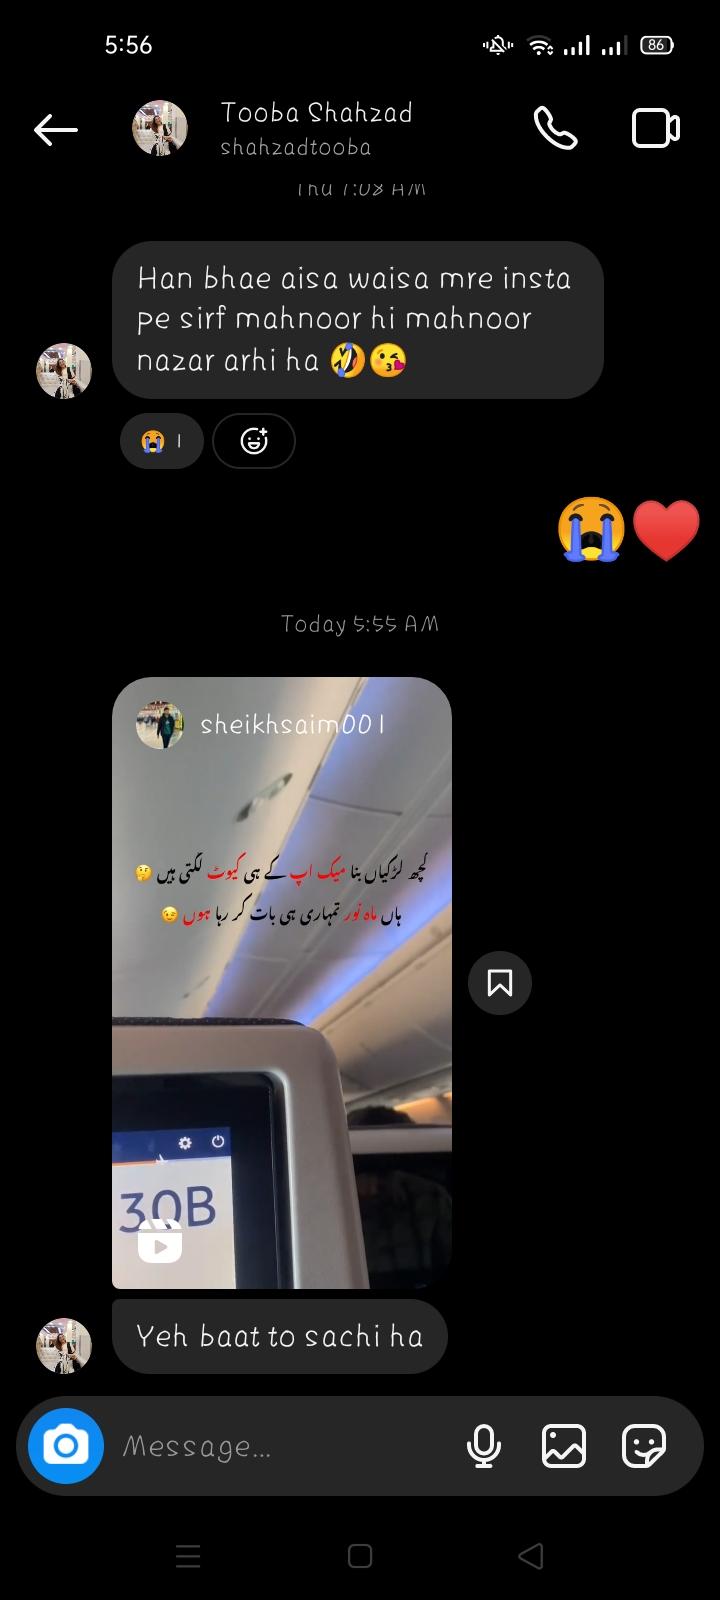 5:56
86
Tooba Shahzad
shahzadtooba
Thu 7:08 AM
Han bhae aisa waisa mre insta
pe sirf mahnoor hi mahnoor
nazar arhi ha 🤣😘
😭 1
😭♥️
Today 5:55 AM
sheikhsaim001
کچھ لڑکیاں بنا میک اپ کے ہی کیوٹ لگتی ہیں 🤔
ہاں ماہ نور تمہاری ہی بات کر رہا ہوں 😉
30B
Yeh baat to sachi ha
Message...